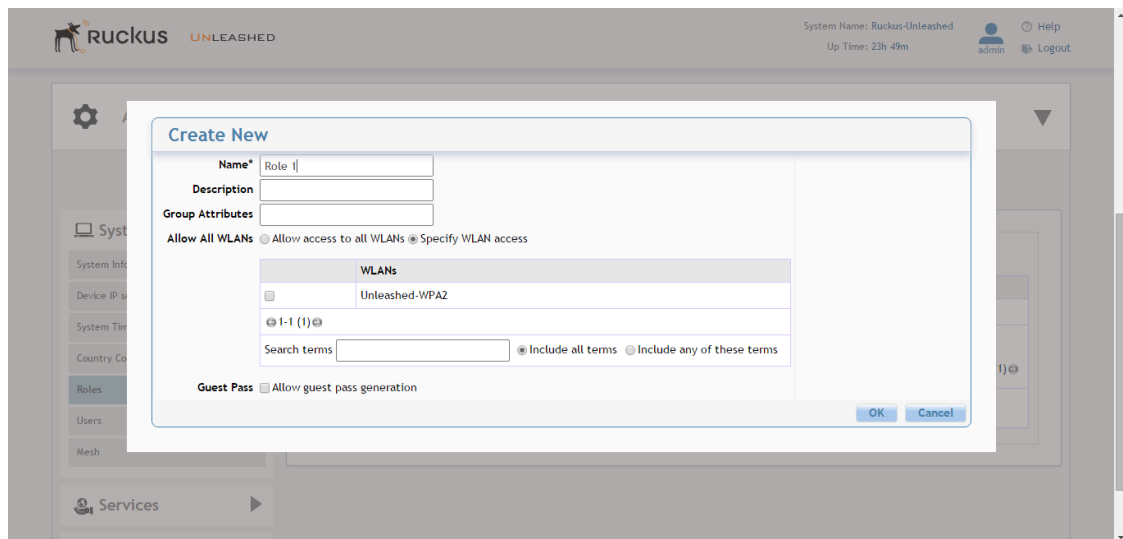 Ruckus UNLEASHED
System Name: Ruckus-Unleashed
Up Time: 23h 49m
admin
Help
Logout
A
Create New
Name* Role 1
Description
Group Attributes
Allow All WLANs Allow access to all WLANs Specify WLAN access
WLANs
Unleashed-WPA2
1-1 (1)
Search terms Include all terms Include any of these terms
Guest Pass Allow guest pass generation
OK Cancel
Syst
System Info
Device IP s
System Tim
Country Co
Roles
Users
Mesh
1)
Services